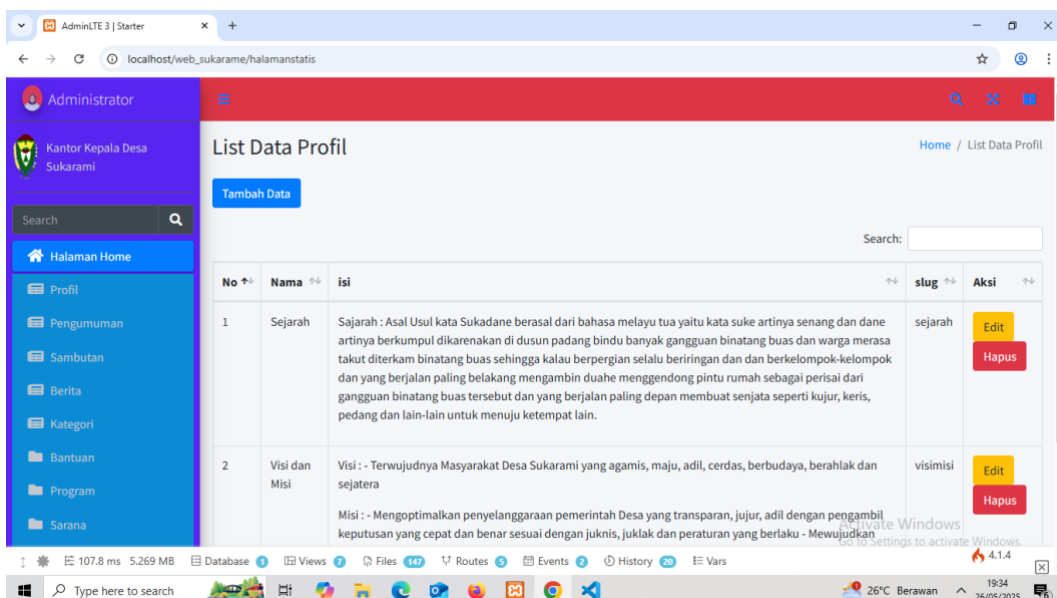 AdminLTE 3 | Starter
localhost/web_sukarame/halamanstatis
Administrator
Kantor Kepala Desa
Sukarami
Search
Halaman Home
Profil
Pengumuman
Sambutan
Berita
Kategori
Bantuan
Program
Sarana
List Data Profil
Home / List Data Profil
Tambah Data
Search:
No Nama isi slug Aksi
1 Sejarah Sajarah : Asal Usul kata Sukadane berasal dari bahasa melayu tua yaitu kata suke artinya senang dan dane sejarah Edit
artinya berkumpul dikarenakan di dusun padang bindu banyak gangguan binatang buas dan warga merasa
takut diterkam binatang buas sehingga kalau berpergian selalu beriringan dan dan berkelompok-kelompok Hapus
dan yang berjalan paling belakang mengambin duahe menggendong pintu rumah sebagai perisai dari
gangguan binatang buas tersebut dan yang berjalan paling depan membuat senjata seperti kujur, keris,
pedang dan lain-lain untuk menuju ketempat lain.
2 Visi dan Visi : - Terwujudnya Masyarakat Desa Sukarami yang agamis, maju, adil, cerdas, berbudaya, berahlak dan visimisi Edit
Misi sejatera
Hapus
Misi : - Mengoptimalkan penyelanggaraan pemerintah Desa yang transparan, jujur, adil dengan pengambil
keputusan yang cepat dan benar sesuai dengan juknis, juklak dan peraturan yang berlaku - Mewujudkan
Activate Windows
Go to Settings to activate Windows.
107.8 ms 5.269 MB Database 1 Views 7 Files 147 Routes 5 Events 2 History 20 Vars 4.1.4
Type here to search 26°C Berawan 19:34
26/05/2025